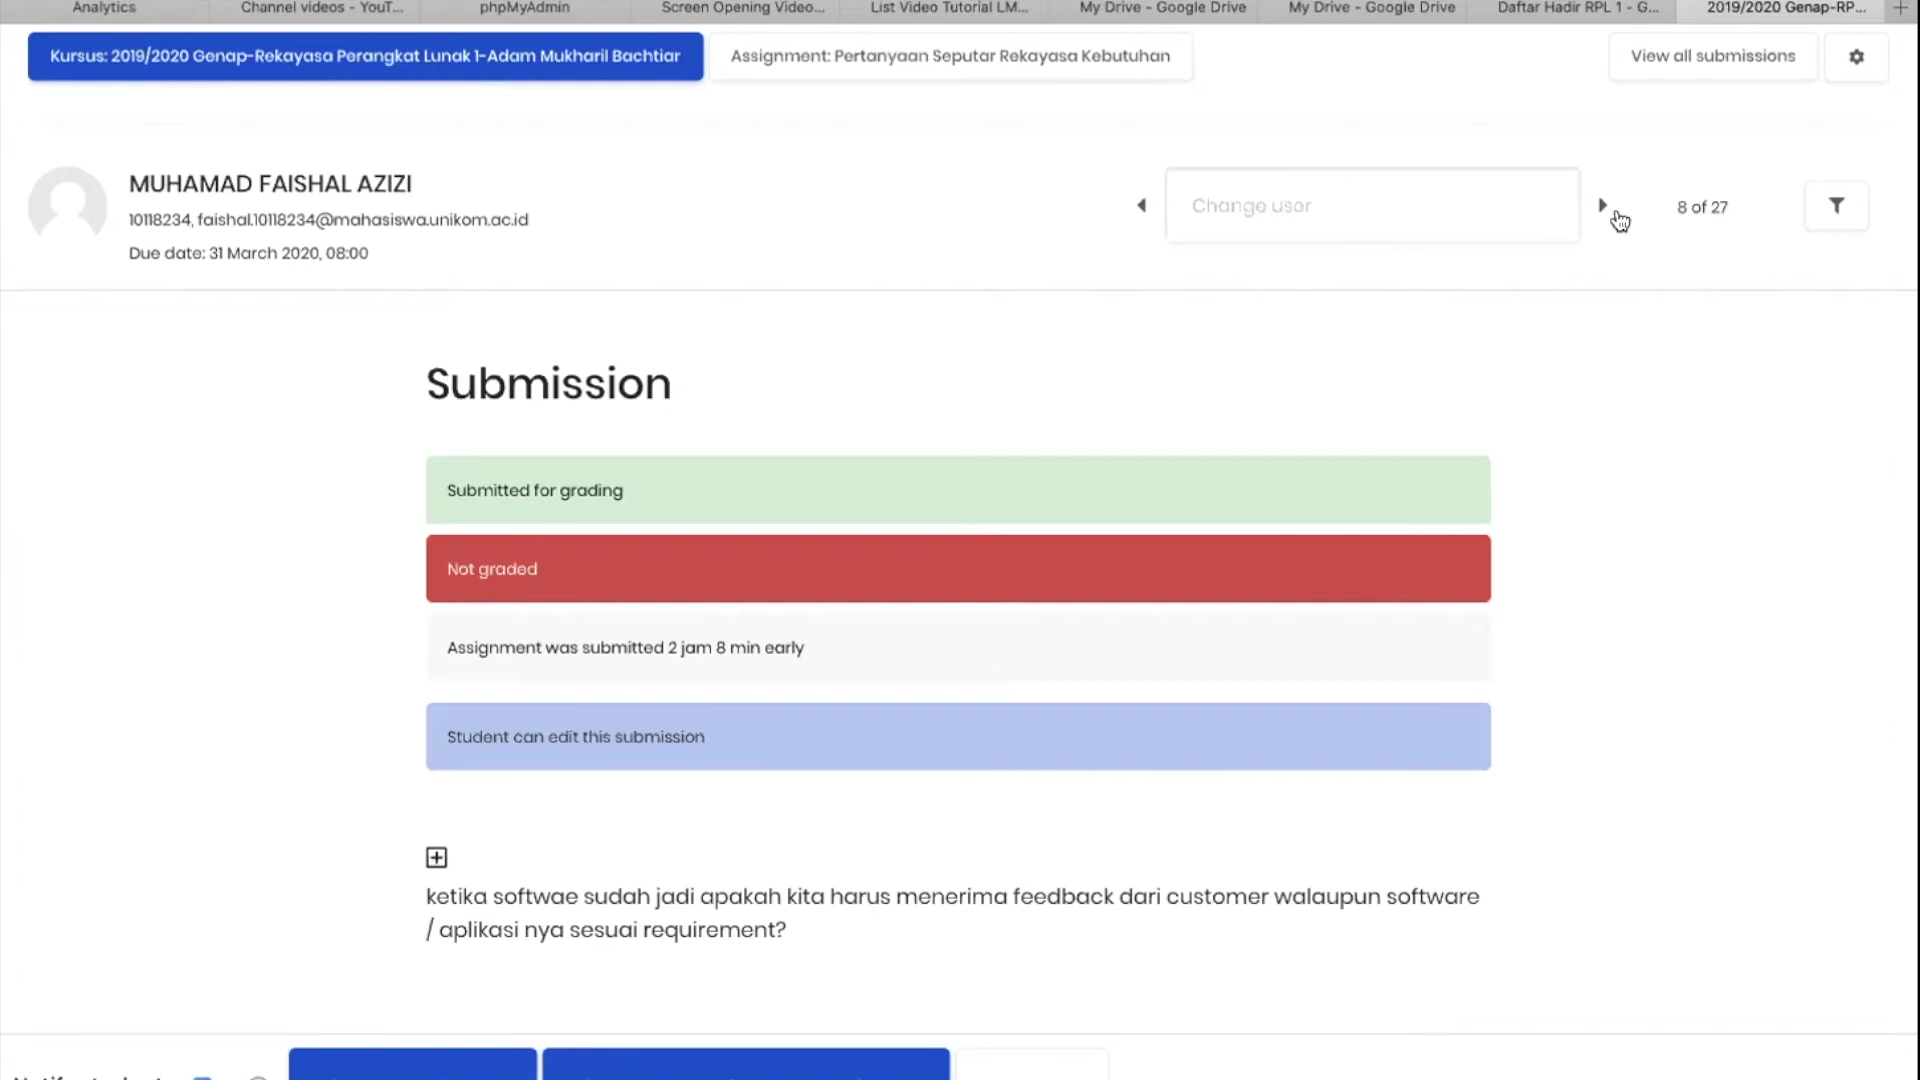 Analytics
Channel videos - YouT...
phpMyAdmin
Screen Opening Video...
List Video Tutorial LM...
My Drive - Google Drive
My Drive - Google Drive
Daftar Hadir RPL 1 - G...
2019/2020 Genap-RP...
Kursus: 2019/2020 Genap-Rekayasa Perangkat Lunak 1-Adam Mukharil Bachtiar
Assignment: Pertanyaan Seputar Rekayasa Kebutuhan
View all submissions
MUHAMAD FAISHAL AZIZI
10118234, faishal.10118234@mahasiswa.unikom.ac.id
Due date: 31 March 2020, 08:00
Change user
8 of 27
Submission
Submitted for grading
Not graded
Assignment was submitted 2 jam 8 min early
Student can edit this submission
ketika softwae sudah jadi apakah kita harus menerima feedback dari customer walaupun software
/ aplikasi nya sesuai requirement?